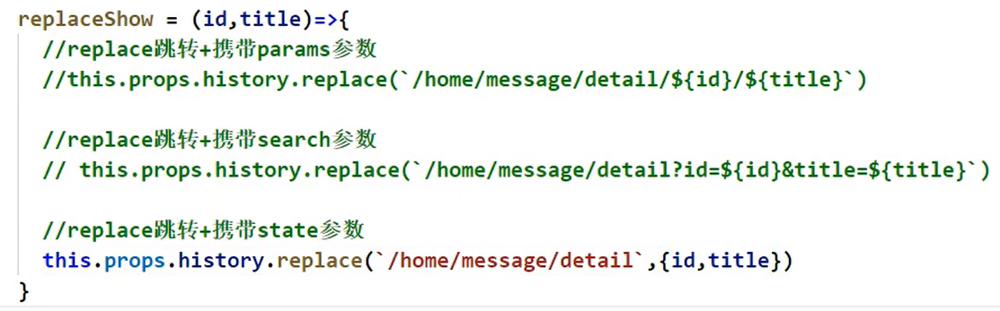 replaceShow = (id,title)=>{
//replace跳转+携带params参数
//this.props.history.replace(`/home/message/detail/${id}/${title}`)
//replace跳转+携带search参数
// this.props.history.replace(`/home/message/detail?id=${id}&title=${title}`)
//replace跳转+携带state参数
this.props.history.replace(`/home/message/detail`,{id,title})
}